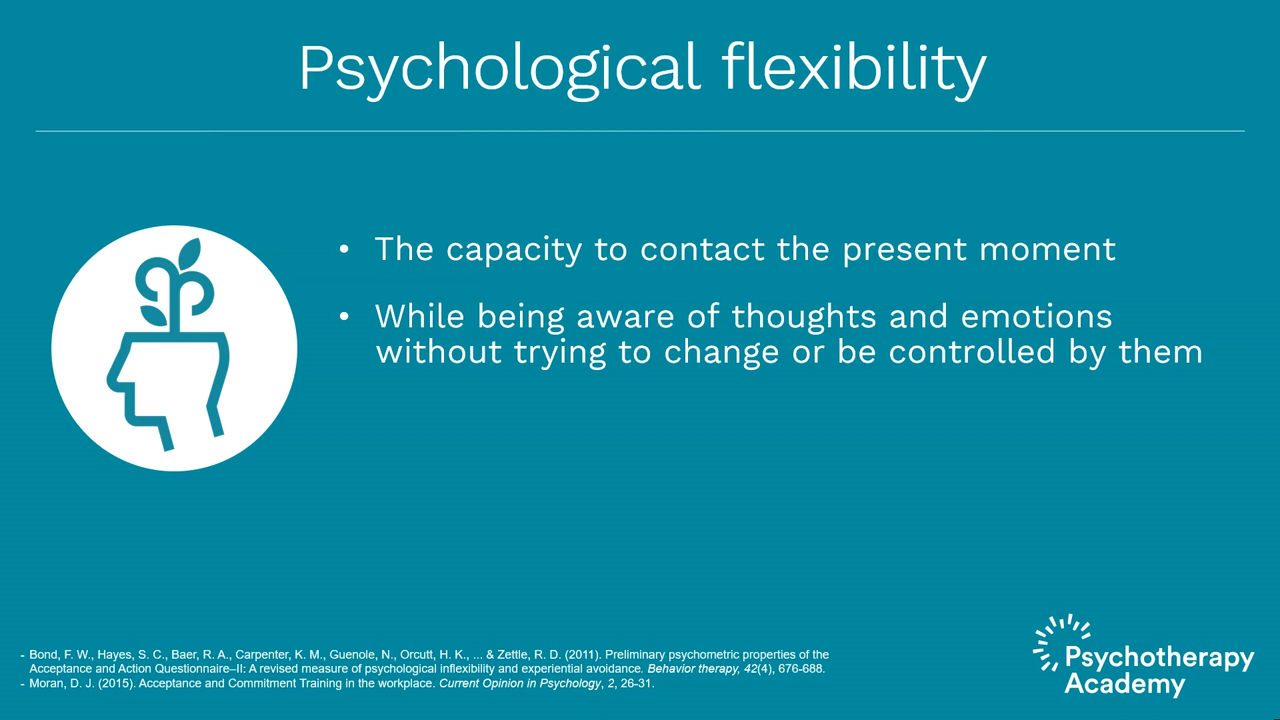 Psychological flexibility
• The capacity to contact the present moment
• While being aware of thoughts and emotions
without trying to change or be controlled by them
- Bond, F. W., Hayes, S. C., Baer, R. A., Carpenter, K. M., Guenole, N., Orcutt, H. K., ... & Zettle, R. D. (2011). Preliminary psychometric properties of the
Acceptance and Action Questionnaire–II: A revised measure of psychological inflexibility and experiential avoidance. Behavior therapy, 42(4), 676-688.
- Moran, D. J. (2015). Acceptance and Commitment Training in the workplace. Current Opinion in Psychology, 2, 26-31.
Psychotherapy
Academy